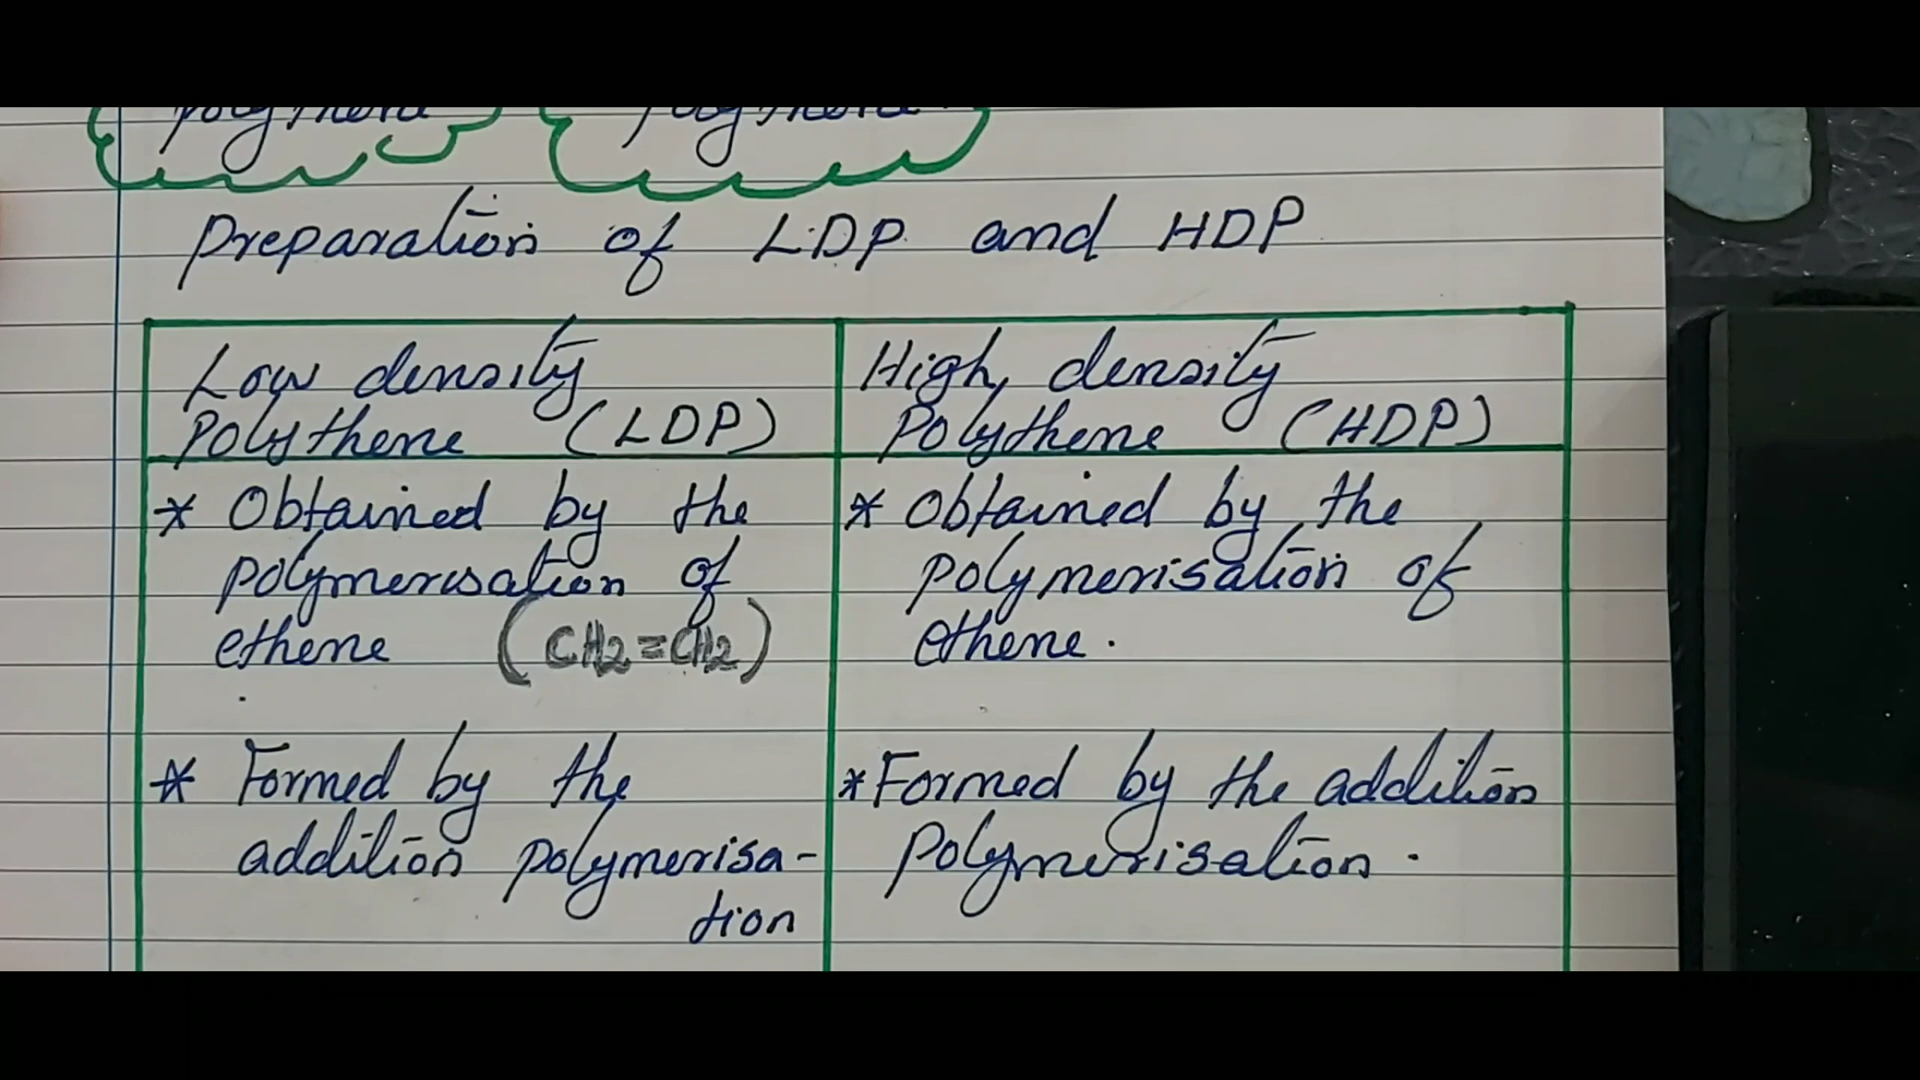 Preparation of LDP and HDP
Low density
Polythene (LDP)
* Obtained by the
polymerisation of
ethene (CH2=CH2)
* Formed by the
addition polymerisa-
tion
High density
Polythene (HDP)
* Obtained by the
polymerisation of
ethene.
* Formed by the addition
polymerisation.